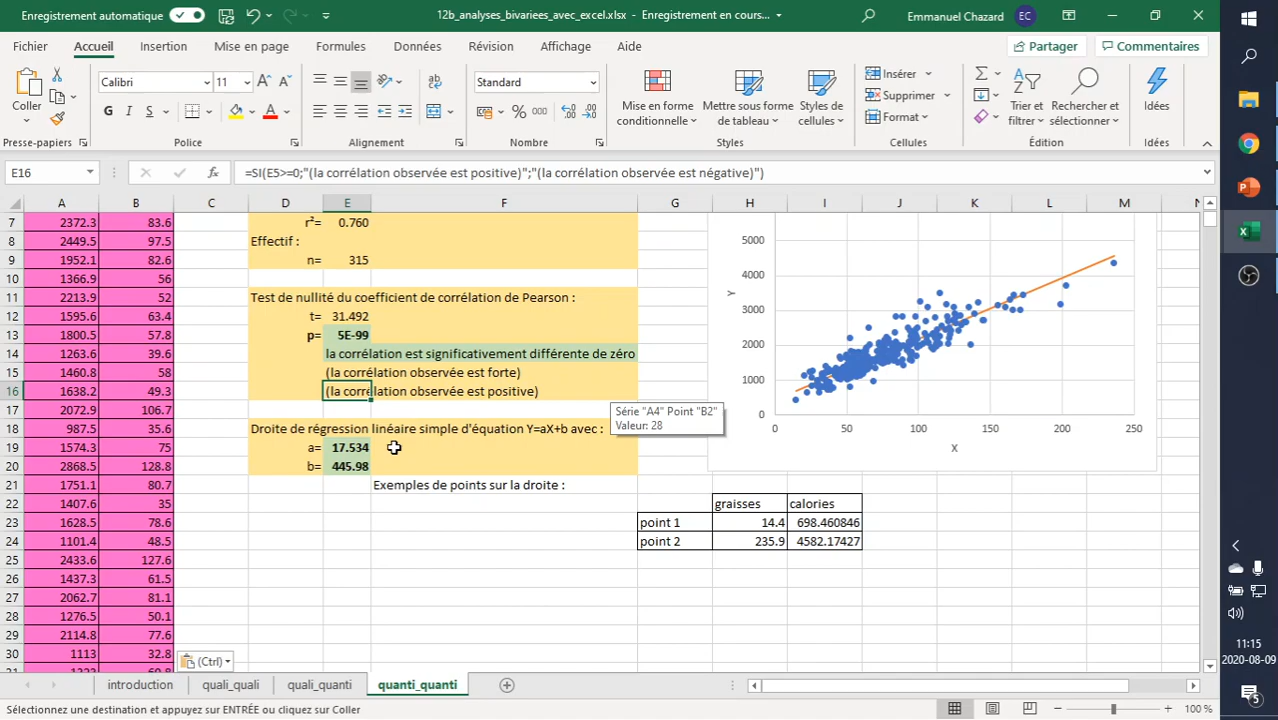 Enregistrement automatique
12b_analyses_bivariees_avec_excel.xlsx - Enregistrement en cours...
Emmanuel Chazard EC
Fichier Accueil Insertion Mise en page Formules Données Révision Affichage Aide Partager Commentaires
Coller
Calibri 11
G I S
Standard
% 000
Mise en forme conditionnelle
Mettre sous forme de tableau
Styles de cellules
Insérer
Supprimer
Format
Trier et filtrer
Rechercher et sélectionner
Idées
Presse-papiers Police Alignement Nombre Styles Cellules Édition Idées
E16 fx =SI(E5>=0;"(la corrélation observée est positive)";"(la corrélation observée est négative)")
A B C D E F G H I J K L M N
7 2372.3 83.6 r²= 0.760
8 2449.5 97.5 Effectif :
9 1952.1 82.6 n= 315
10 1366.9 56
11 2213.9 52 Test de nullité du coefficient de corrélation de Pearson :
12 1595.6 63.4 t= 31.492
13 1800.5 57.8 p= 5E-99
14 1263.6 39.6 la corrélation est significativement différente de zéro
15 1460.8 58 (la corrélation observée est forte)
16 1638.2 49.3 (la corrélation observée est positive)
17 2072.9 106.7
18 987.5 35.6 Droite de régression linéaire simple d'équation Y=aX+b avec :
19 1574.3 75 a= 17.534
20 2868.5 128.8 b= 445.98
21 1751.1 80.7 Exemples de points sur la droite :
22 1407.6 35 graisses calories
23 1628.5 78.6 point 1 14.4 698.460846
24 1101.4 48.5 point 2 235.9 4582.17427
25 2433.6 127.6
26 1437.3 61.5
27 2062.7 81.1
28 1276.5 50.1
29 2114.8 77.6
30 1113 32.8
5000
4000
3000
2000
1000
0
Y
0 50 100 150 200 250
X
Série "A4" Point "B2"
Valeur: 28
(Ctrl)
introduction quali_quali quali_quanti quanti_quanti
Sélectionnez une destination et appuyez sur ENTRÉE ou cliquez sur Coller
100 %
11:15
2020-08-09
5